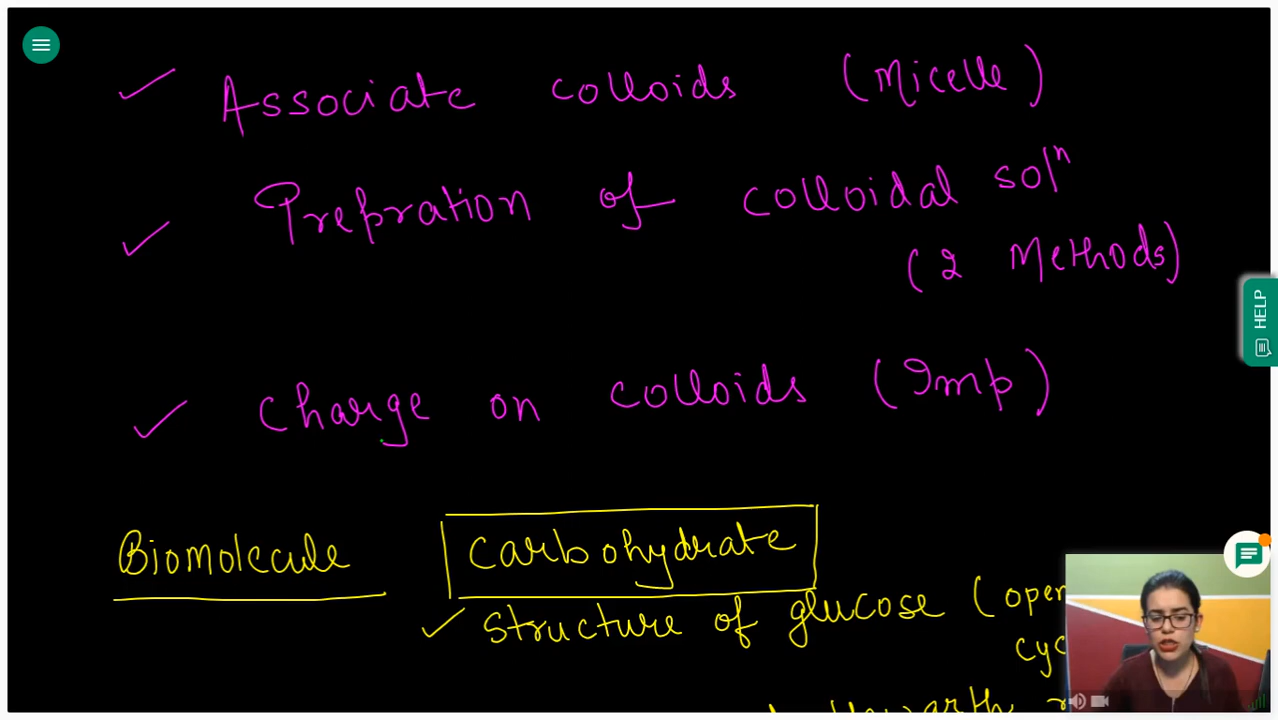 Associate colloids (Micelle)
Prepration of colloidal solⁿ
(2 Methods)
Charge on colloids (Imp)
Biomolecule Carbohydrate
structure of glucose (open
cyc
HELP